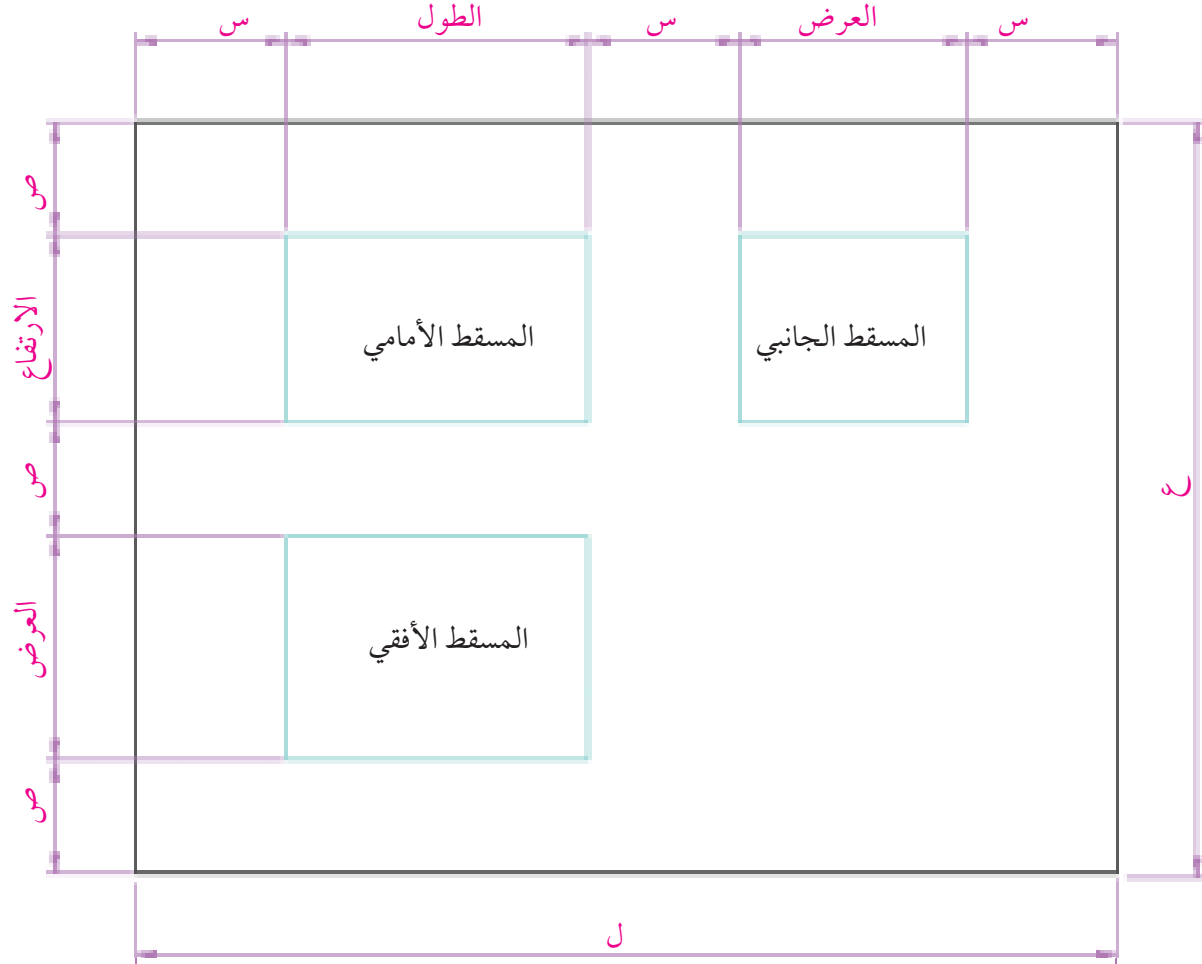 س العرض س الطول س
ص
الارتفاع
ص
العرض
ص
المسقط الجانبي
المسقط الأمامي
المسقط الأفقي
ع
ل